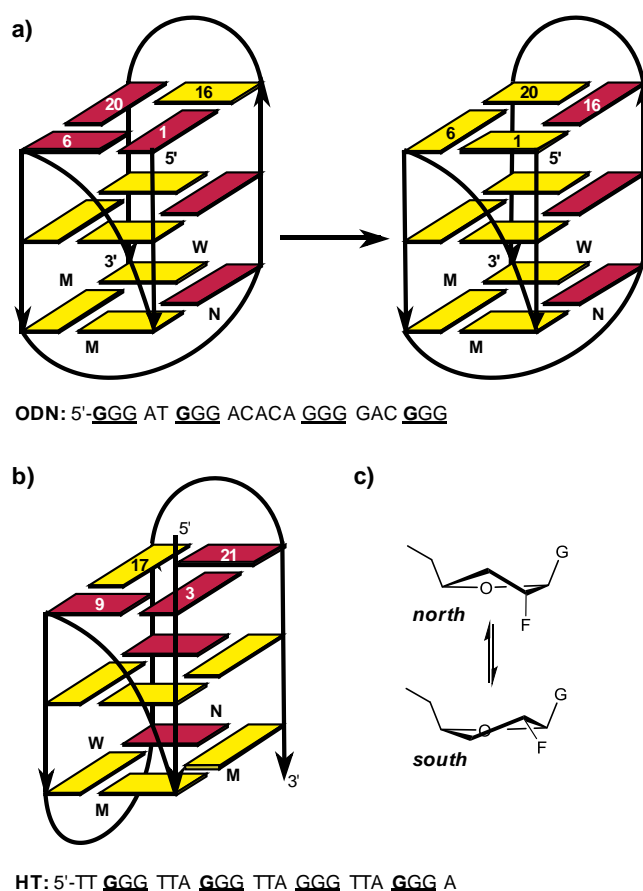 a)
20 16
6 1
5'
3' W
M
N
M
20 16
6 1
5'
3' W
M
N
M
ODN: 5'-GGG AT GGG ACACA GGG GAC GGG
b)
5'
17 21
9 3
N
W
M
M
3'
HT: 5'-TT GGG TTA GGG TTA GGG TTA GGG A
c)
G
O
north
F
G
O
F
south